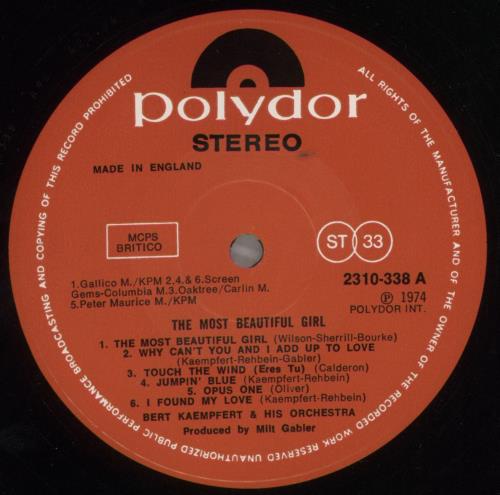 polydor
STEREO
MADE IN ENGLAND
MCPS
BRITICO
ST 33
1.Gallico M./KPM 2,4.& 6.Screen
Gems-Columbia M.3.Oaktree/Carlin M.
5.Peter Maurice M./KPM
2310-338 A
Ⓟ 1974
POLYDOR INT.
THE MOST BEAUTIFUL GIRL
1. THE MOST BEAUTIFUL GIRL (Wilson-Sherrill-Bourke)
2. WHY CAN'T YOU AND I ADD UP TO LOVE
(Kaempfert-Rehbein-Gabler)
3. TOUCH THE WIND (Eres Tu) (Calderon)
4. JUMPIN' BLUE (Kaempfert-Rehbein)
5. OPUS ONE (Oliver)
6. I FOUND MY LOVE (Kaempfert-Rehbein)
BERT KAEMPFERT & HIS ORCHESTRA
Produced by Milt Gabler
ALL RIGHTS OF THE MANUFACTURER AND OF THE OWNER OF THE RECORDED WORK RESERVED UNAUTHORIZED PUBLIC PERFORMANCE BROADCASTING AND COPYING OF THIS RECORD PROHIBITED